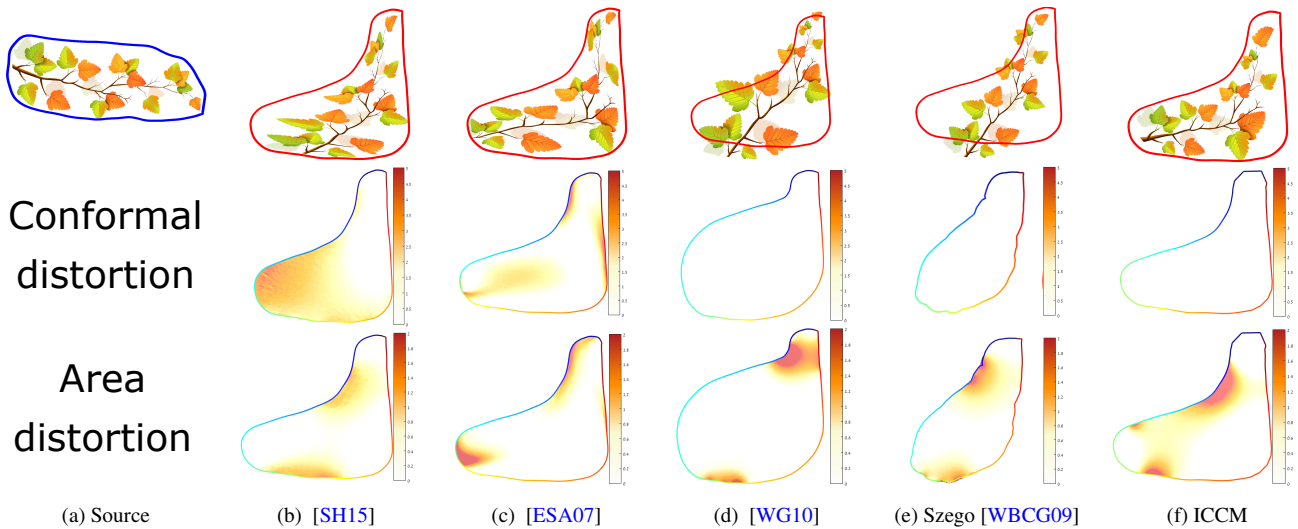 Conformal
distortion
Area
distortion
(a) Source
(b) [SH15]
(c) [ESA07]
(d) [WG10]
(e) Szego [WBCG09]
(f) ICCM